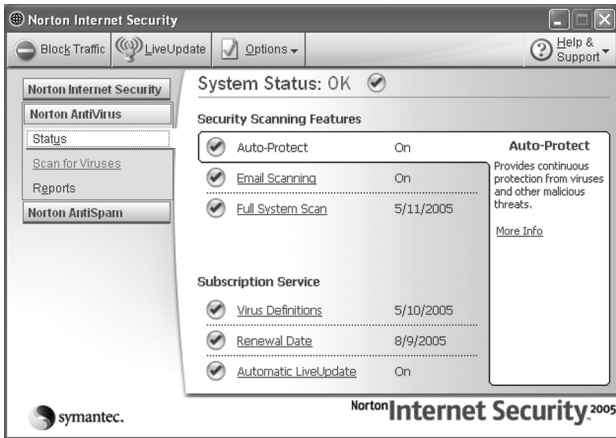 Norton Internet Security
Block Traffic LiveUpdate Options Help & Support
Norton Internet Security
Norton AntiVirus
Status
Scan for Viruses
Reports
Norton AntiSpam
System Status: OK
Security Scanning Features
Auto-Protect On
Email Scanning On
Full System Scan 5/11/2005
Subscription Service
Virus Definitions 5/10/2005
Renewal Date 8/9/2005
Automatic LiveUpdate On
Auto-Protect
Provides continuous
protection from viruses
and other malicious
threats.
More Info
symantec.
Norton Internet Security 2005